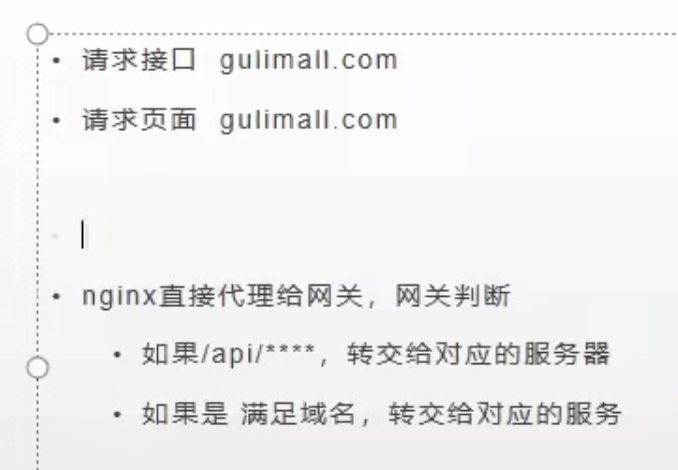 • 请求接口 gulimall.com
• 请求页面 gulimall.com
• nginx直接代理给网关，网关判断
• 如果/api/****，转交给对应的服务器
• 如果是 满足域名，转交给对应的服务